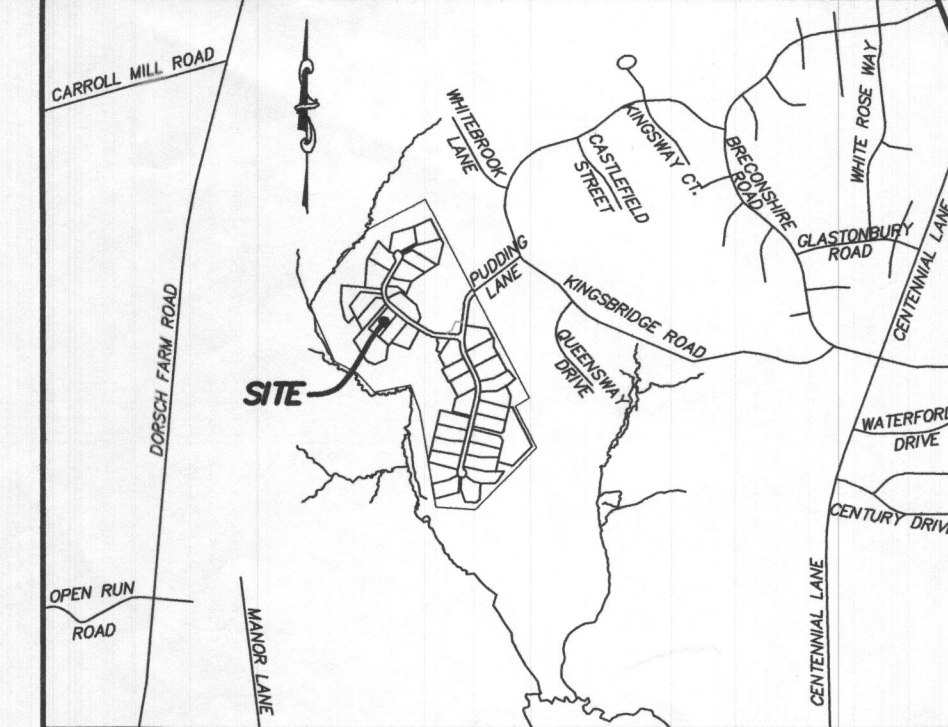 CARROLL MILL ROAD
WHITEBROOK
LANE
KINGSWAY CT.
CASTLEFIELD
STREET
BRECONSHIRE
ROAD
WHITE ROSE WAY
GLASTONBURY
ROAD
CENTENNIAL LANE
PUDDING
LANE
KINGSBRIDGE ROAD
QUEENSWAY
DRIVE
DORSCH FARM ROAD
SITE
WATERFORD
DRIVE
CENTURY DRIV
OPEN RUN
ROAD
MANOR LANE
CENTENNIAL LANE